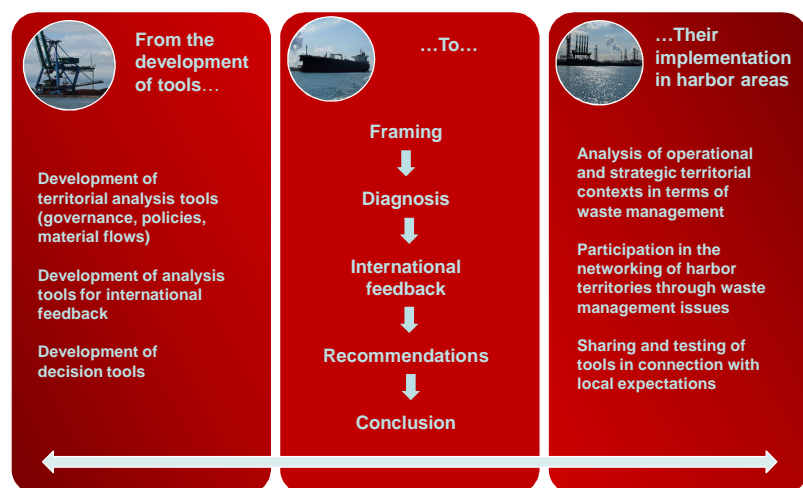 From the
development
of tools…
Development of
territorial analysis tools
(governance, policies,
material flows)
Development of analysis
tools for international
feedback
Development of
decision tools
…To…
Framing
Diagnosis
International
feedback
Recommendations
Conclusion
…Their
implementation
in harbor areas
Analysis of operational
and strategic territorial
contexts in terms of
waste management
Participation in the
networking of harbor
territories through waste
management issues
Sharing and testing of
tools in connection with
local expectations